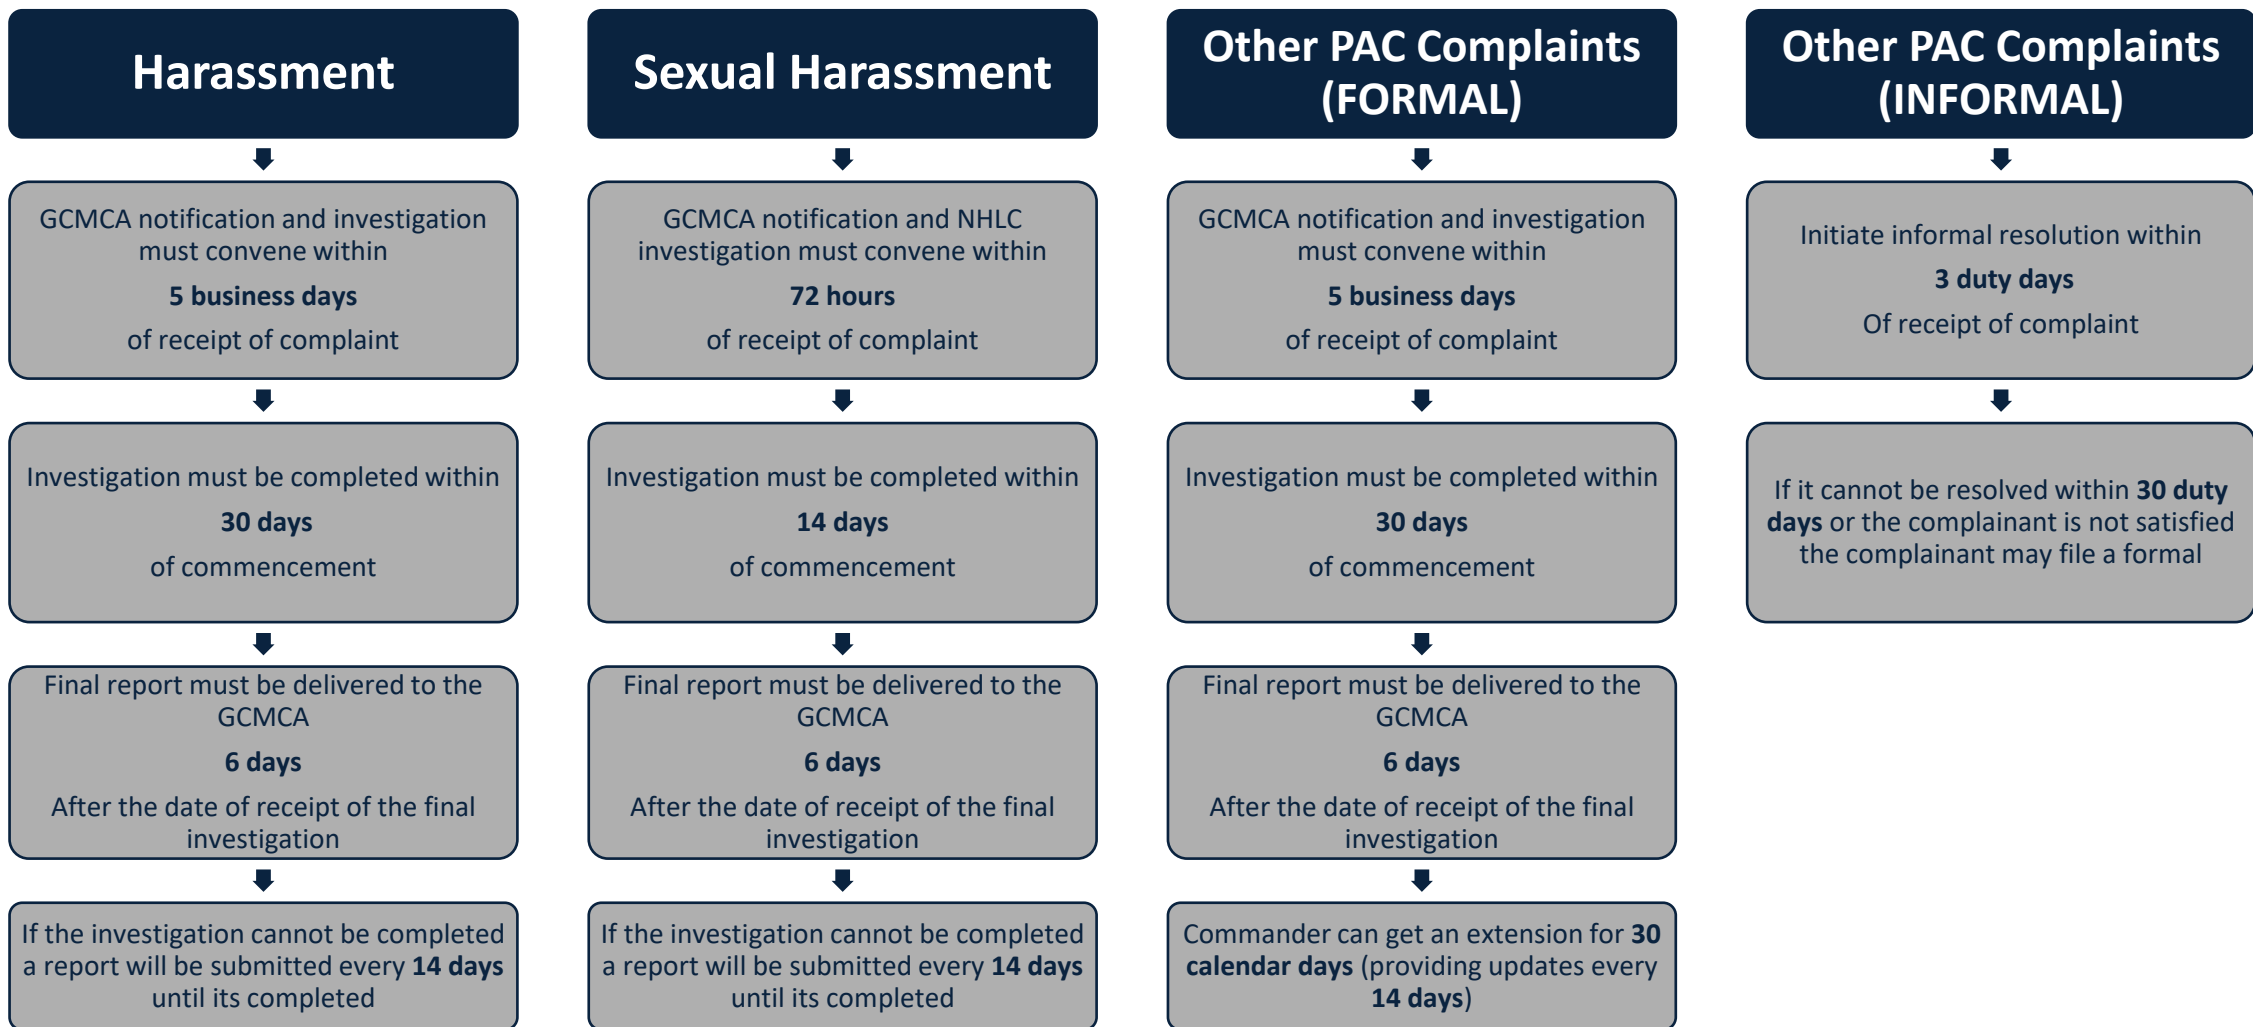 Harassment
GCMCA notification and investigation
must convene within
5 business days
of receipt of complaint
Investigation must be completed within
30 days
of commencement
Final report must be delivered to the
GCMCA
6 days
After the date of receipt of the final
investigation
If the investigation cannot be completed
a report will be submitted every 14 days
until its completed
Sexual Harassment
GCMCA notification and NHLC
investigation must convene within
72 hours
of receipt of complaint
Investigation must be completed within
14 days
of commencement
Final report must be delivered to the
GCMCA
6 days
After the date of receipt of the final
investigation
If the investigation cannot be completed
a report will be submitted every 14 days
until its completed
Other PAC Complaints
(FORMAL)
GCMCA notification and investigation
must convene within
5 business days
of receipt of complaint
Investigation must be completed within
30 days
of commencement
Final report must be delivered to the
GCMCA
6 days
After the date of receipt of the final
investigation
Commander can get an extension for 30
calendar days (providing updates every
14 days)
Other PAC Complaints
(INFORMAL)
Initiate informal resolution within
3 duty days
Of receipt of complaint
If it cannot be resolved within 30 duty
days or the complainant is not satisfied
the complainant may file a formal